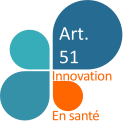 Art.
51
Innovation
En santé